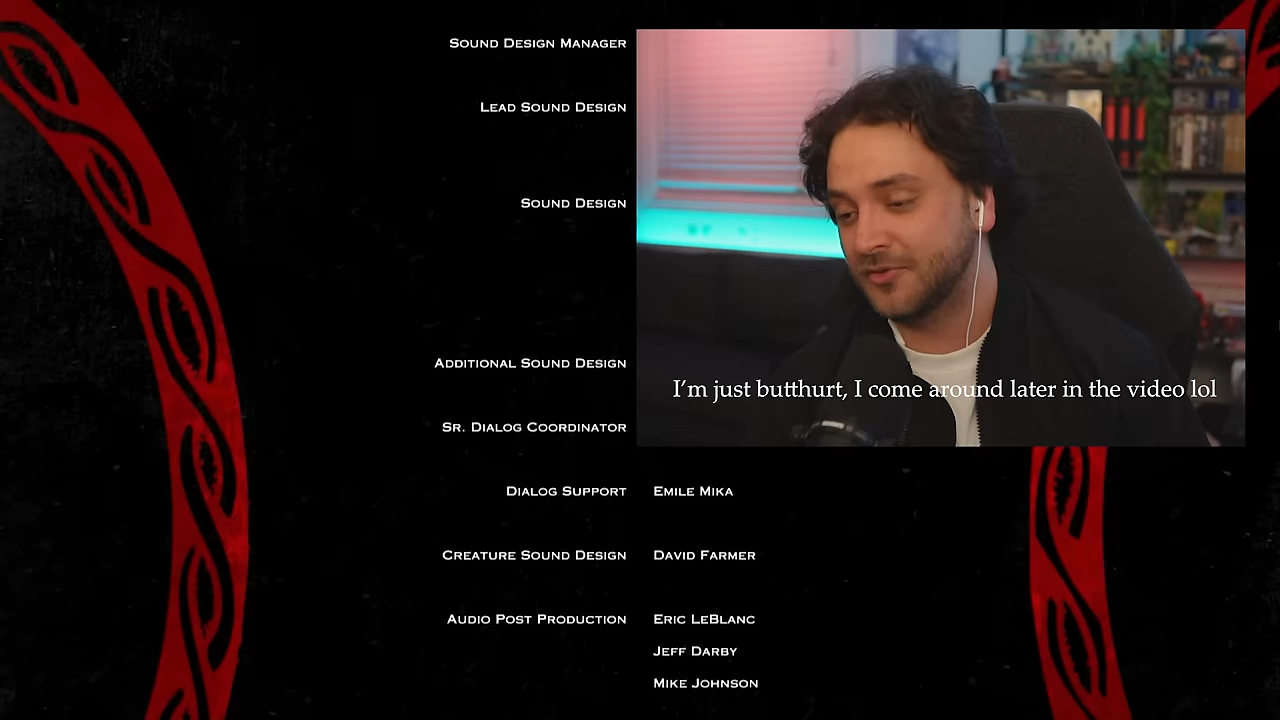 Sound Design Manager
Lead Sound Design
Sound Design
Additional Sound Design
Sr. Dialog Coordinator
I'm just butthurt, I come around later in the video lol
Dialog Support Emile Mika
Creature Sound Design David Farmer
Audio Post Production Eric LeBlanc
Jeff Darby
Mike Johnson